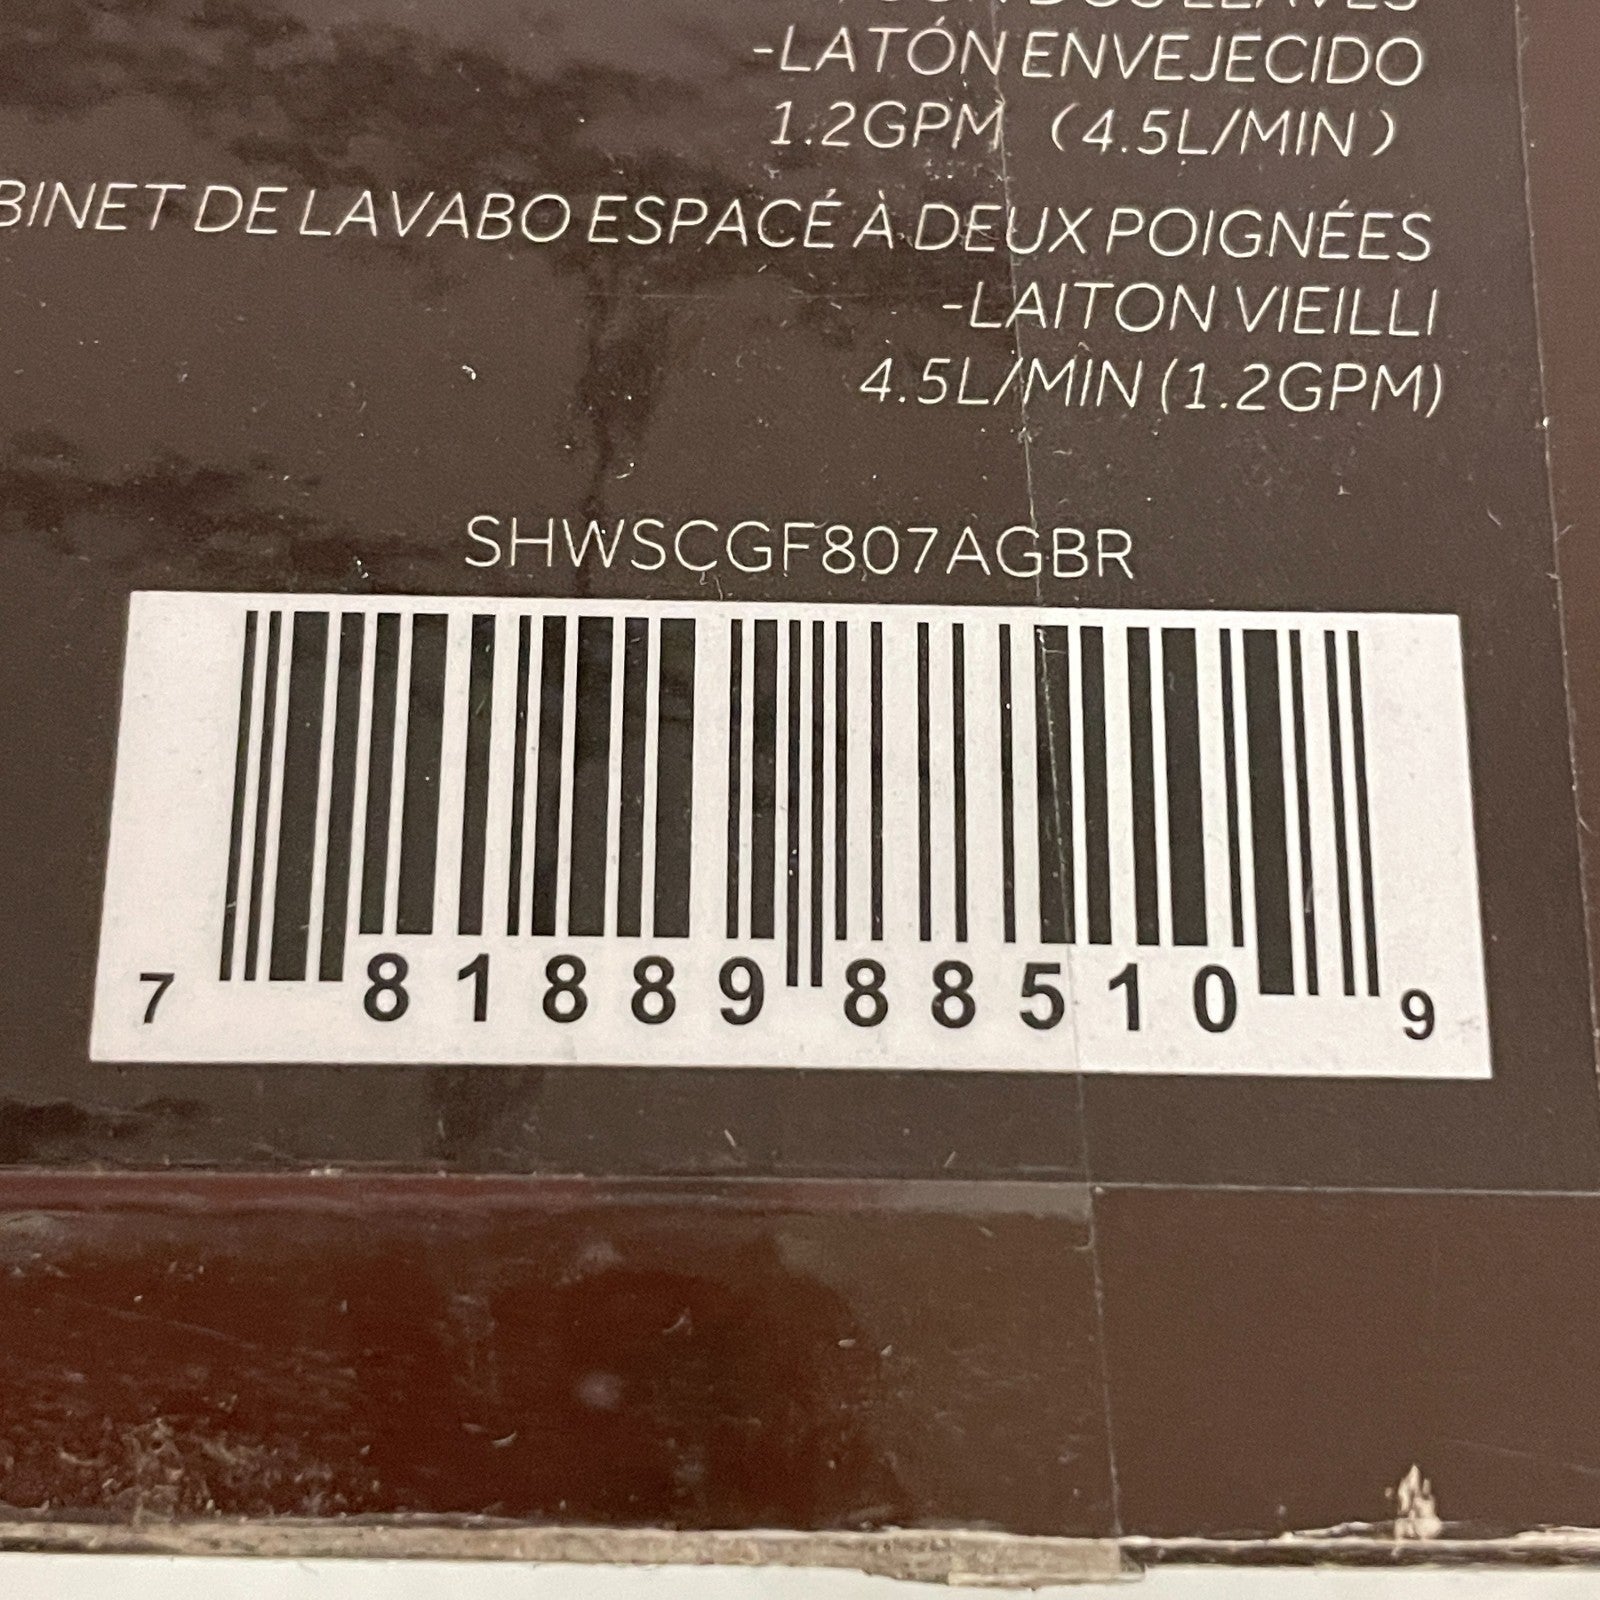 -LATÓN ENVEJECIDO
1.2GPM (4.5L/MIN)
DE LAVABO ESPACÉ À DEUX POIGNÉES
-LAITON VIEILLI
4.5L/MIN (1.2GPM)
SHWSCGF807AGBR
7 81889 88510 9